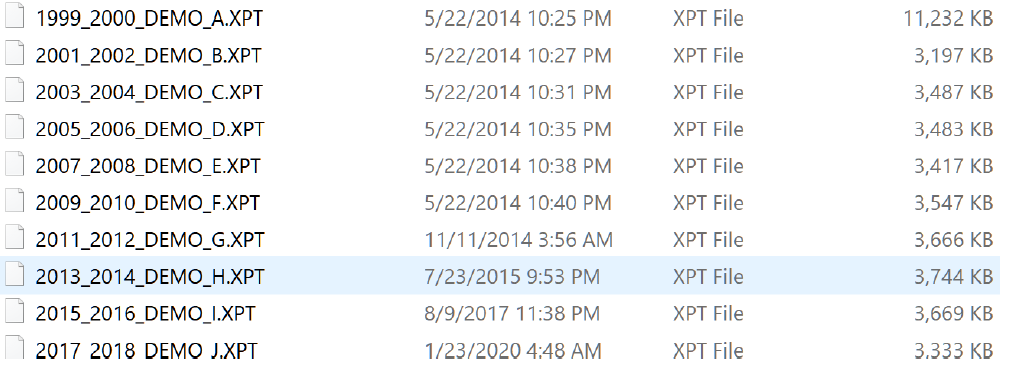 1999_2000_DEMO_A.XPT 5/22/2014 10:25 PM XPT File 11,232 KB
2001_2002_DEMO_B.XPT 5/22/2014 10:27 PM XPT File 3,197 KB
2003_2004_DEMO_C.XPT 5/22/2014 10:31 PM XPT File 3,487 KB
2005_2006_DEMO_D.XPT 5/22/2014 10:35 PM XPT File 3,483 KB
2007_2008_DEMO_E.XPT 5/22/2014 10:38 PM XPT File 3,417 KB
2009_2010_DEMO_F.XPT 5/22/2014 10:40 PM XPT File 3,547 KB
2011_2012_DEMO_G.XPT 11/11/2014 3:56 AM XPT File 3,666 KB
2013_2014_DEMO_H.XPT 7/23/2015 9:53 PM XPT File 3,744 KB
2015_2016_DEMO_I.XPT 8/9/2017 11:38 PM XPT File 3,669 KB
2017_2018_DEMO_J.XPT 1/23/2020 4:48 AM XPT File 3,333 KB